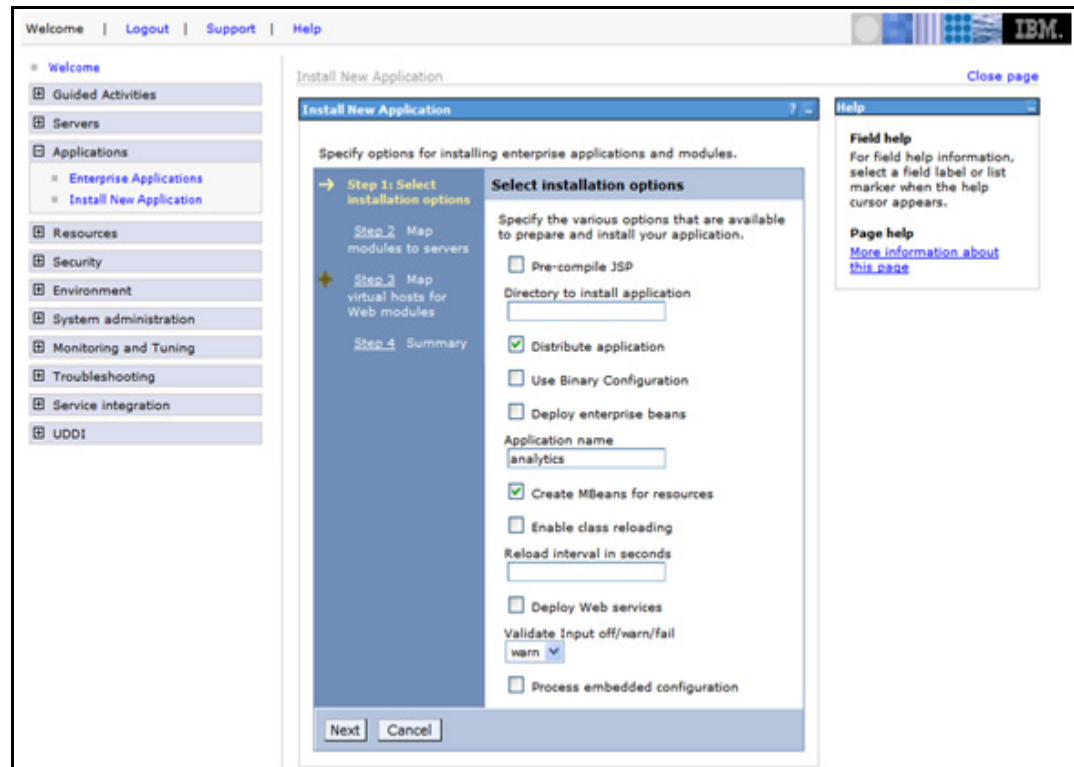 Welcome | Logout | Support | Help
IBM.
Welcome
Guided Activities
Servers
Applications
Enterprise Applications
Install New Application
Resources
Security
Environment
System administration
Monitoring and Tuning
Troubleshooting
Service integration
UDDI
Install New Application
Close page
Install New Application ? _
Specify options for installing enterprise applications and modules.
Step 1: Select
installation options
Step 2 Map
modules to servers
Step 3 Map
virtual hosts for
Web modules
Step 4 Summary
Select installation options
Specify the various options that are available
to prepare and install your application.
Pre-compile JSP
Directory to install application
Distribute application
Use Binary Configuration
Deploy enterprise beans
Application name
analytics
Create MBeans for resources
Enable class reloading
Reload interval in seconds
Deploy Web services
Validate Input off/warn/fail
warn
Process embedded configuration
Next Cancel
Help
Field help
For field help information,
select a field label or list
marker when the help
cursor appears.
Page help
More information about
this page